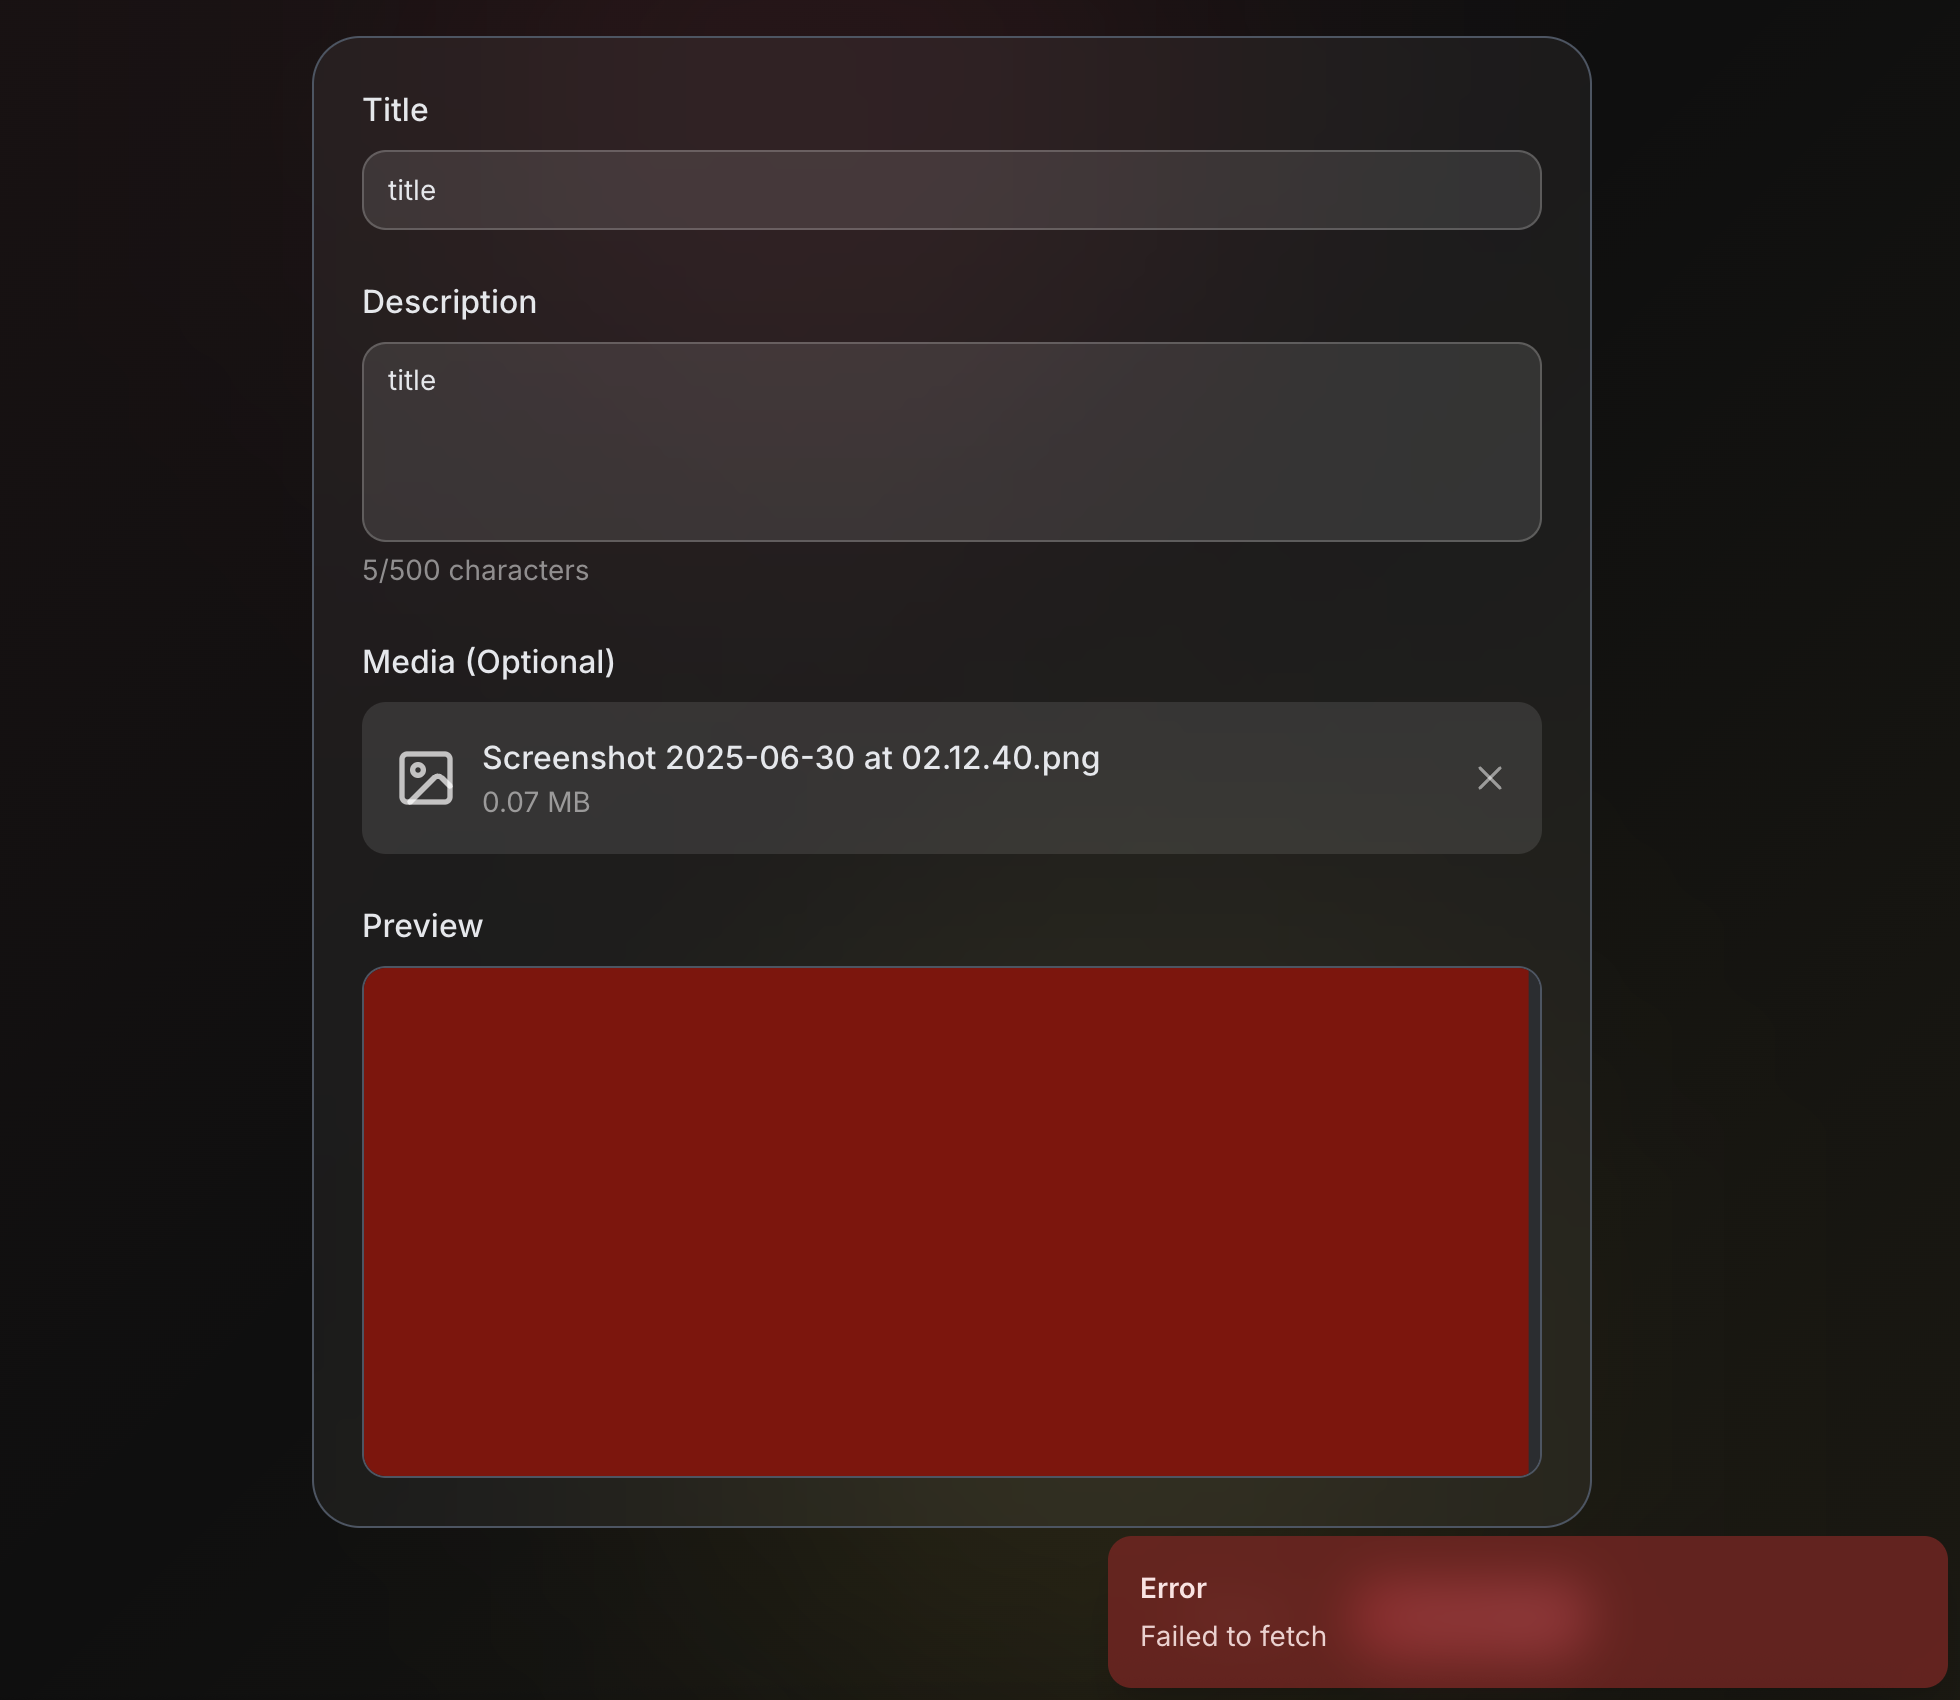 Title
title
Description
title
5/500 characters
Media (Optional)
Screenshot 2025-06-30 at 02.12.40.png
0.07 MB
Preview
Error
Failed to fetch